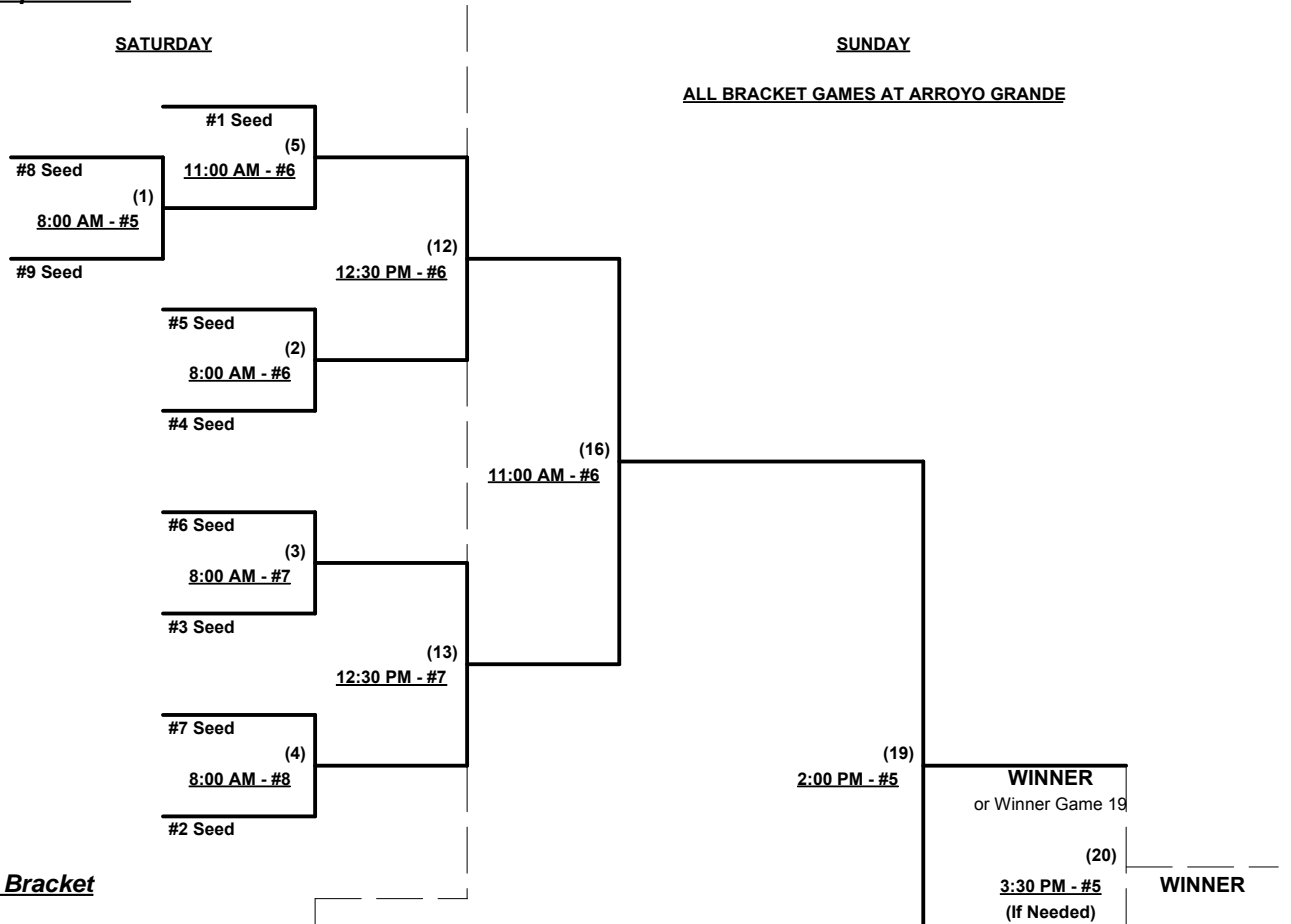 SATURDAY
SUNDAY
ALL BRACKET GAMES AT ARROYO GRANDE
#1 Seed
(5)
#8 Seed
11:00 AM - #6
(1)
8:00 AM - #5
(12)
#9 Seed
12:30 PM - #6
#5 Seed
(2)
8:00 AM - #6
#4 Seed
(16)
11:00 AM - #6
#6 Seed
(3)
8:00 AM - #7
#3 Seed
(13)
12:30 PM - #7
#7 Seed
(4)
(19)
8:00 AM - #8
2:00 PM - #5
WINNER
or Winner Game 19
#2 Seed
(20)
Bracket
3:30 PM - #5
WINNER
(If Needed)